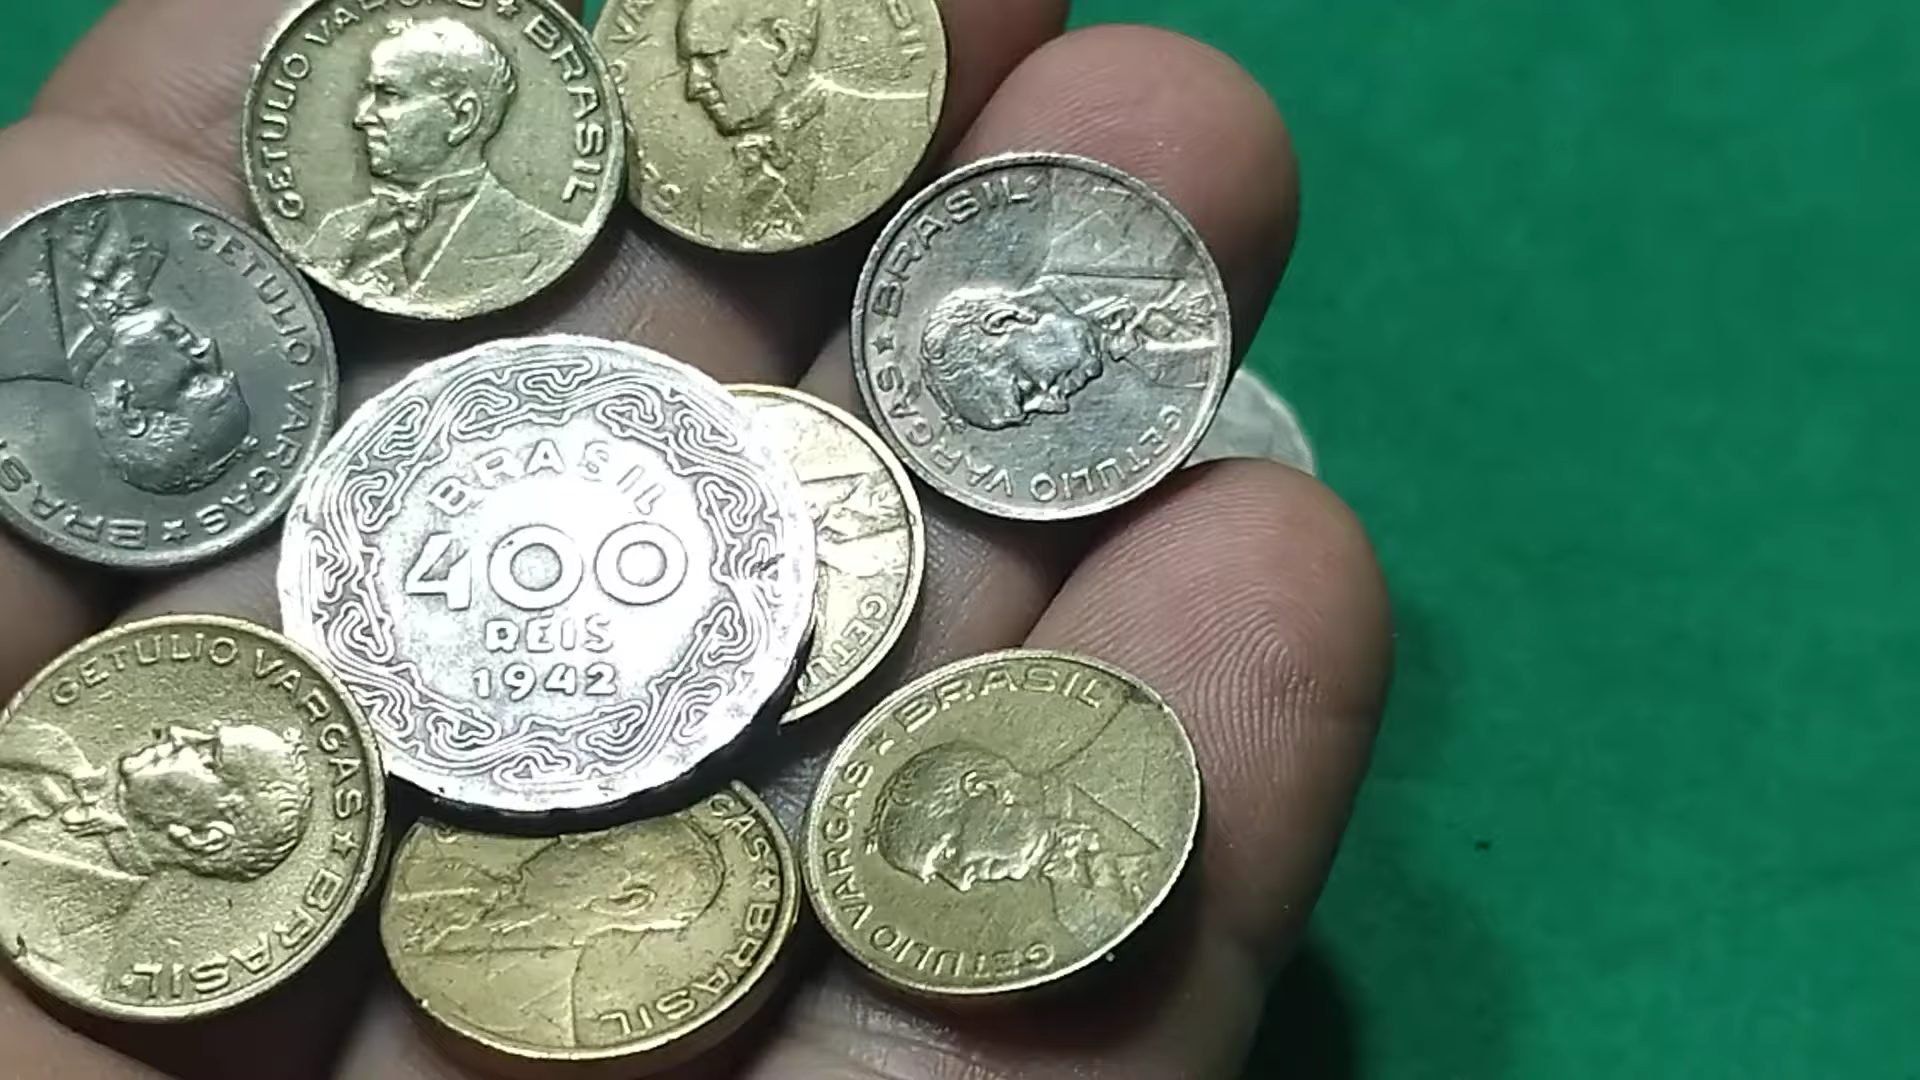 GETULIO VARGAS ★ BRASIL
GETULIO VARGAS ★ BRASIL
GETULIO VARGAS ★ BRASIL
BRASIL
400
REIS
1942
GETULIO VARGAS ★ BRASIL
GETULIO VARGAS ★ BRASIL
BRASIL